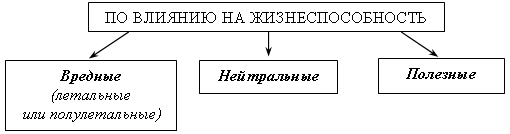 ПО ВЛИЯНИЮ НА ЖИЗНЕСПОСОБНОСТЬ
Вредные
(летальные
или полулетальные)
Нейтральные
Полезные